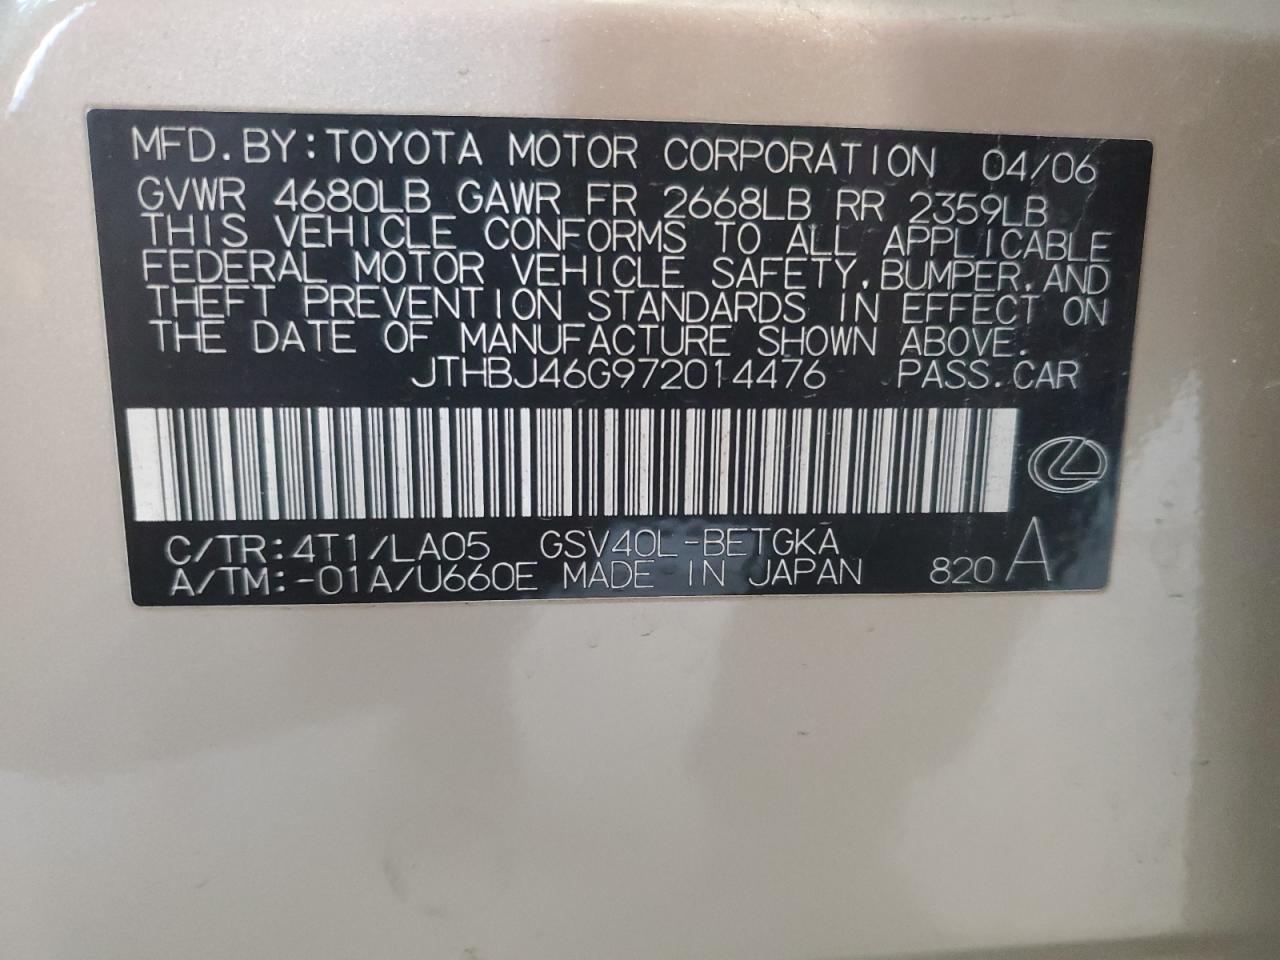 MFD.BY:TOYOTA MOTOR CORPORATION 04/06
GVWR 4680LB GAWR FR 2668LB RR 2359LB
THIS VEHICLE CONFORMS TO ALL APPLICABLE
FEDERAL MOTOR VEHICLE SAFETY,BUMPER,AND
THEFT PREVENTION STANDARDS IN EFFECT ON
THE DATE OF MANUFACTURE SHOWN ABOVE.
JTHBJ46G972014476 PASS.CAR
C/TR:4T1/LA05 GSV40L-BETGKA
A/TM:-01A/U660E MADE IN JAPAN 820 A